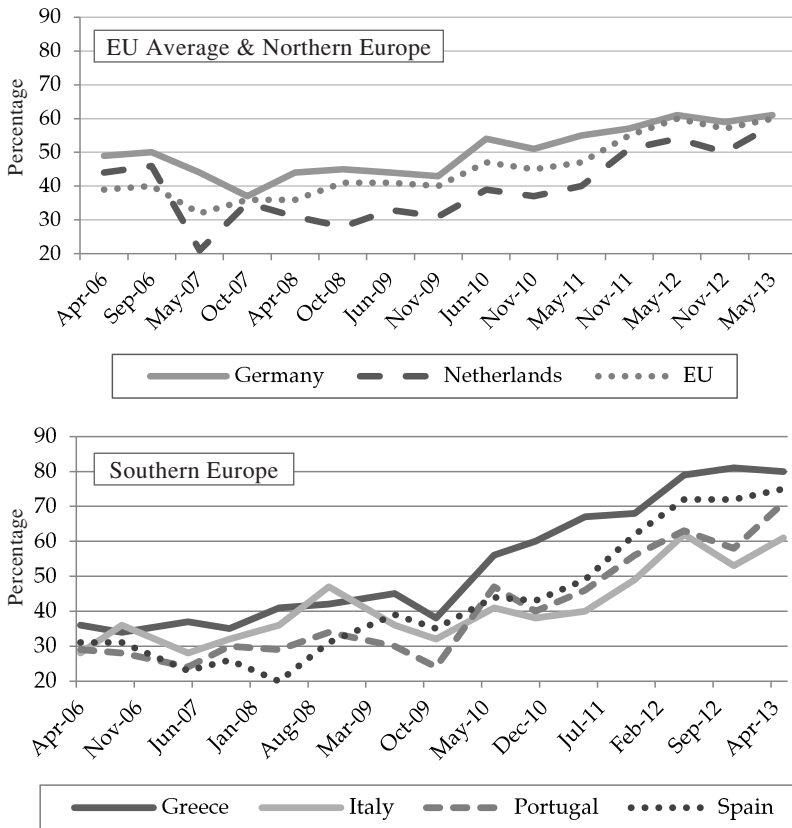 90
EU Average & Northern Europe
80
70
60
50
40
30
20
Percentage
Apr-06 Sep-06 May-07 Oct-07 Apr-08 Oct-08 Jun-09 Nov-09 Jun-10 Nov-10 May-11 Nov-11 May-12 Nov-12 May-13
Germany Netherlands EU
90
Southern Europe
80
70
60
50
40
30
20
Percentage
Apr-06 Nov-06 Jun-07 Jan-08 Aug-08 Mar-09 Oct-09 May-10 Dec-10 Jul-11 Feb-12 Sep-12 Apr-13
Greece Italy Portugal Spain